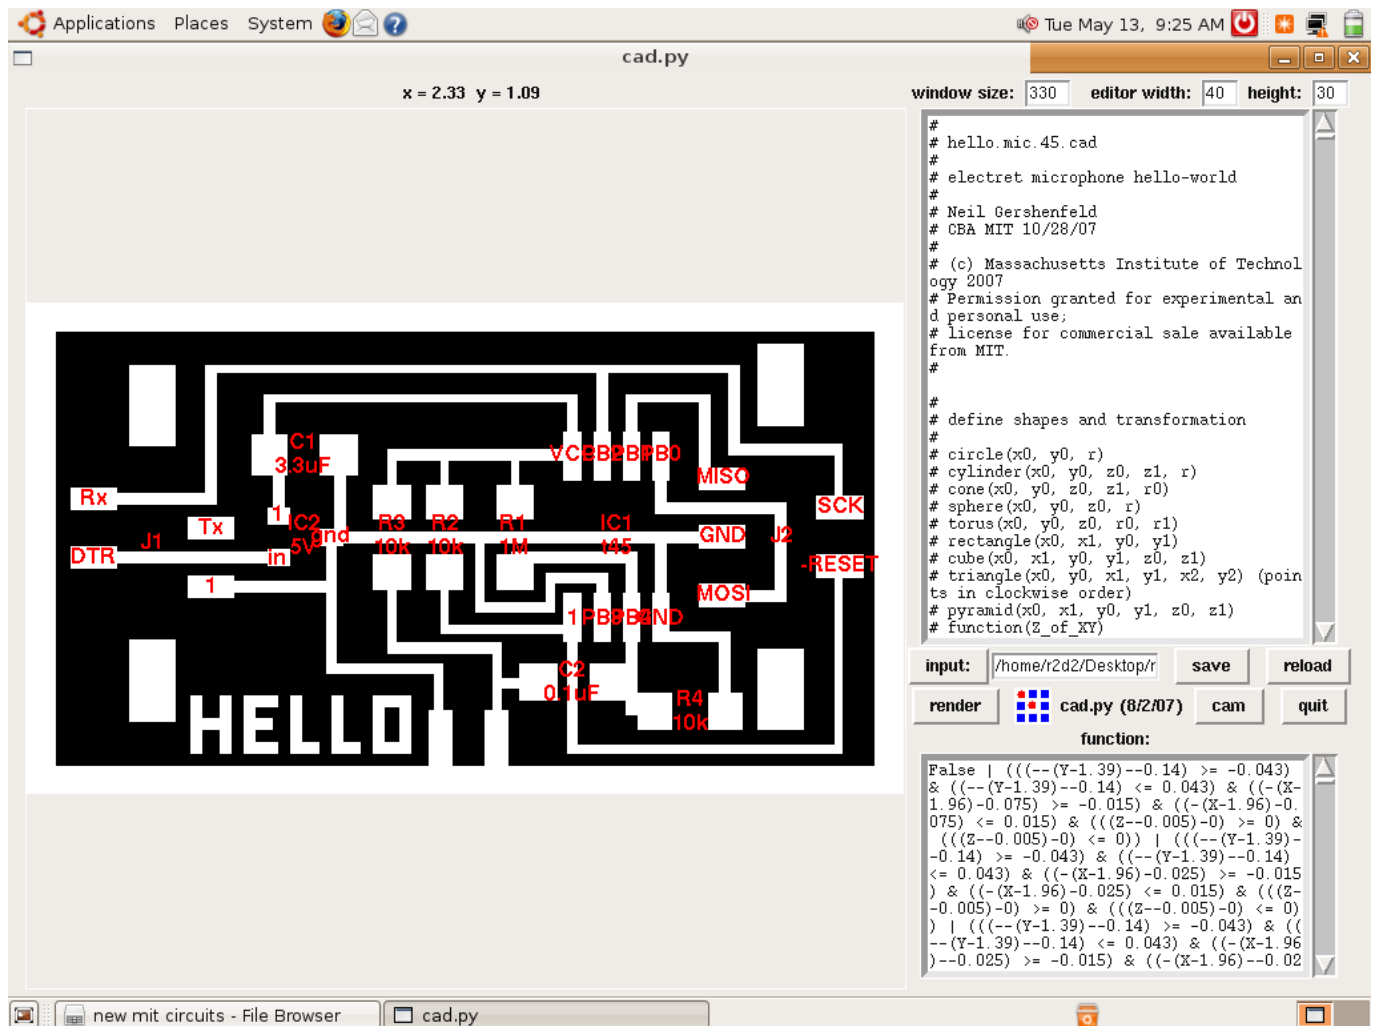 Applications Places System Tue May 13, 9:25 AM
cad.py
x = 2.33 y = 1.09
window size: 330 editor width: 40 height: 30
#
# hello.mic.45.cad
#
# electret microphone hello-world
#
# Neil Gershenfeld
# CBA MIT 10/28/07
#
# (c) Massachusetts Institute of Technol
ogy 2007
# Permission granted for experimental an
d personal use;
# license for commercial sale available
from MIT.
#
#
# define shapes and transformation
#
# circle(x0, y0, r)
# cylinder(x0, y0, z0, z1, r)
# cone(x0, y0, z0, z1, r0)
# sphere(x0, y0, z0, r)
# torus(x0, y0, z0, r0, r1)
# rectangle(x0, x1, y0, y1)
# cube(x0, x1, y0, y1, z0, z1)
# triangle(x0, y0, x1, y1, x2, y2) (poin
ts in clockwise order)
# pyramid(x0, x1, y0, y1, z0, z1)
# function(Z_of_XY)
input: /home/r2d2/Desktop/r save reload
render cad.py (8/2/07) cam quit
function:
False | (((--(Y-1.39)--0.14) >= -0.043)
& ((--(Y-1.39)--0.14) <= 0.043) & ((-(X-
1.96)-0.075) >= -0.015) & ((-(X-1.96)-0.
075) <= 0.015) & (((Z--0.005)-0) >= 0) &
(((Z--0.005)-0) <= 0)) | (((--(Y-1.39)-
-0.14) >= -0.043) & ((--(Y-1.39)--0.14)
<= 0.043) & ((-(X-1.96)-0.025) >= -0.015
) & ((-(X-1.96)-0.025) <= 0.015) & (((Z-
-0.005)-0) >= 0) & (((Z--0.005)-0) <= 0)
) | (((--(Y-1.39)--0.14) >= -0.043) & ((
--(Y-1.39)--0.14) <= 0.043) & ((-(X-1.96
)--0.025) >= -0.015) & ((-(X-1.96)--0.02
C1
3.3uF
VCC PB2 PB1 PB0
MISO
Rx
SCK
1
Tx
IC2
5V
gnd
R3
10k
R2
10k
R1
1M
IC1
t45
GND
J2
J1
DTR
in
-RESET
1
MOSI
1 PB3 PB4 GND
C2
0.1uF
R4
10k
HELLO
new mit circuits - File Browser cad.py